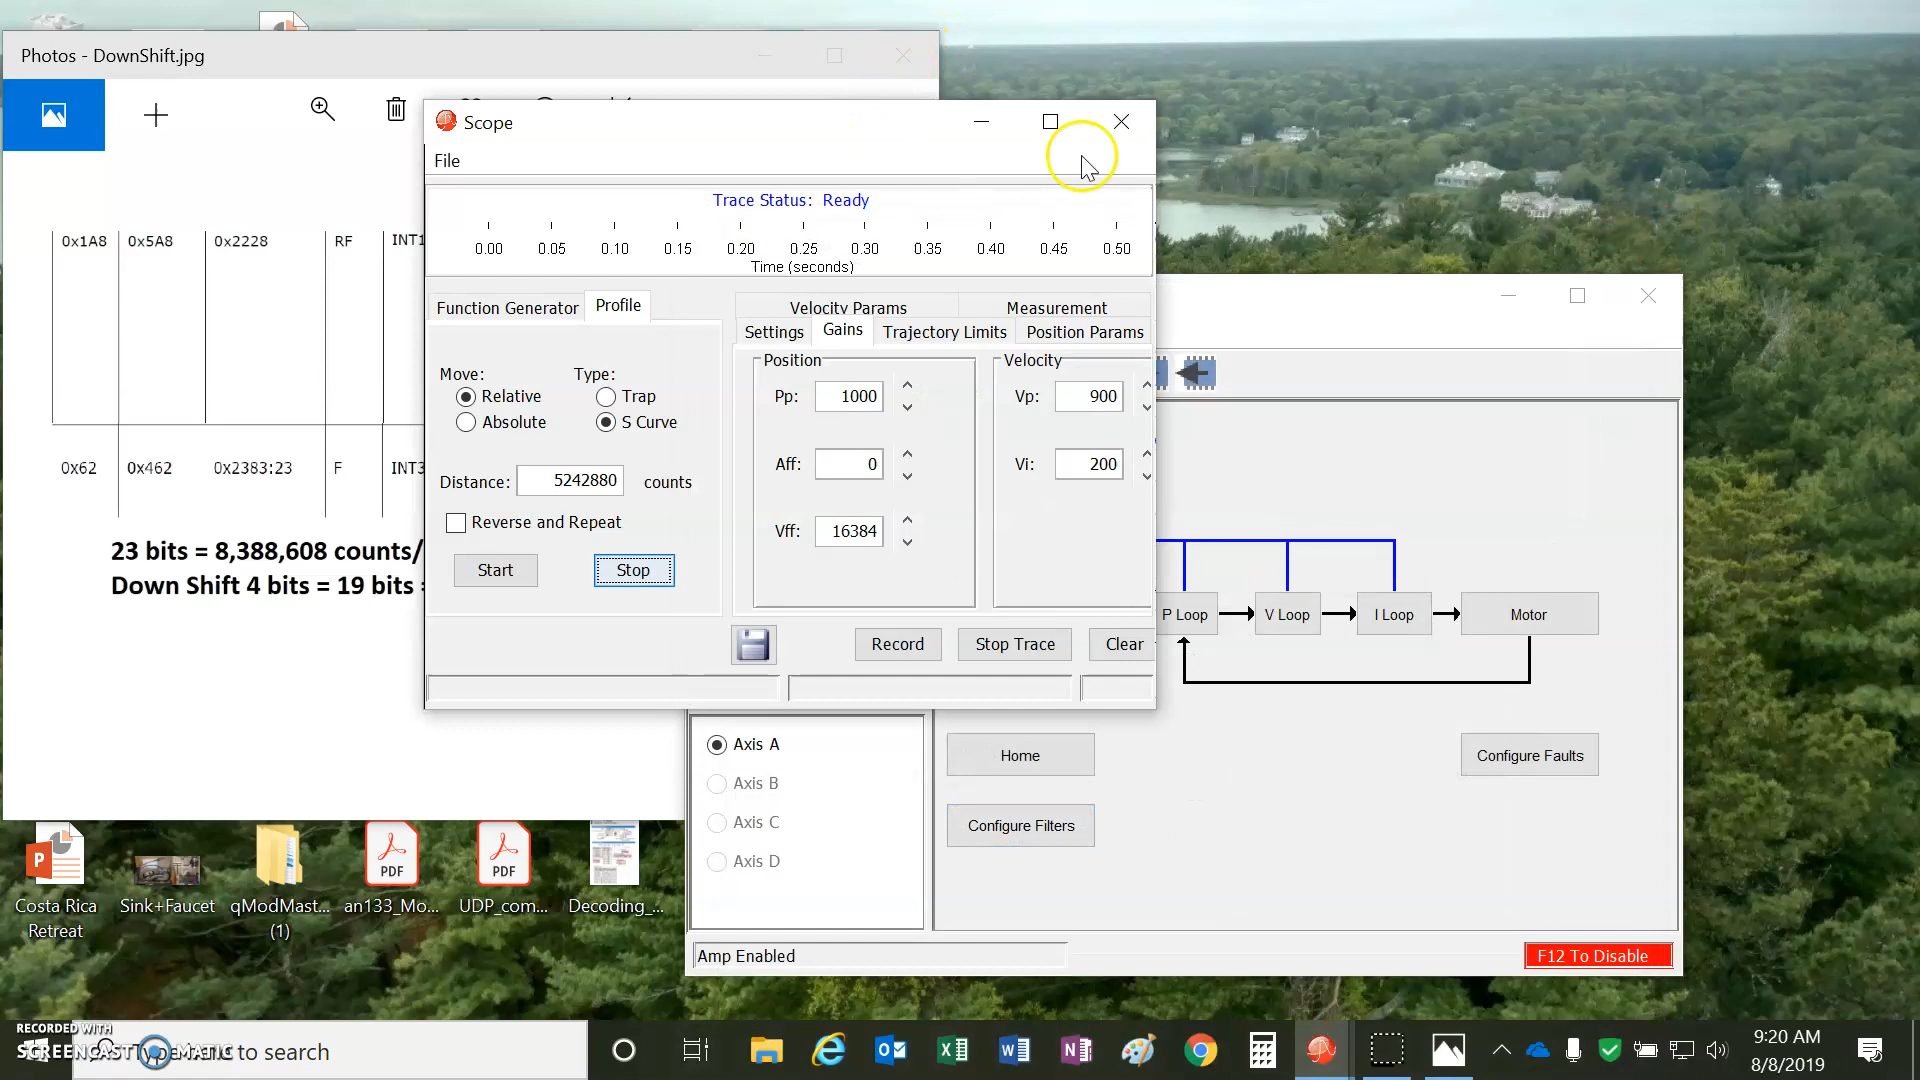 Photos - DownShift.jpg
Scope
File
Trace Status: Ready
0.00 0.05 0.10 0.15 0.20 0.25 0.30 0.35 0.40 0.45 0.50
Time (seconds)
0x1A8 0x5A8 0x2228 RF INT1
0x62 0x462 0x2383:23 F INT3
23 bits = 8,388,608 counts/
Down Shift 4 bits = 19 bits =
Function Generator Profile
Move: Type:
Relative Trap
Absolute S Curve
Distance: 5242880 counts
Reverse and Repeat
Start Stop
Velocity Params Measurement
Settings Gains Trajectory Limits Position Params
Position Velocity
Pp: 1000 Vp: 900
Aff: 0 Vi: 200
Vff: 16384
Record Stop Trace Clear
P Loop V Loop I Loop Motor
Axis A
Axis B
Axis C
Axis D
Home Configure Faults
Configure Filters
Amp Enabled F12 To Disable
Costa Rica
Retreat
Sink+Faucet
qModMast...
(1)
an133_Mo...
UDP_com...
Decoding_...
PDF PDF
RECORDED WITH
SCREENCAST MATIC
to search
9:20 AM
8/8/2019